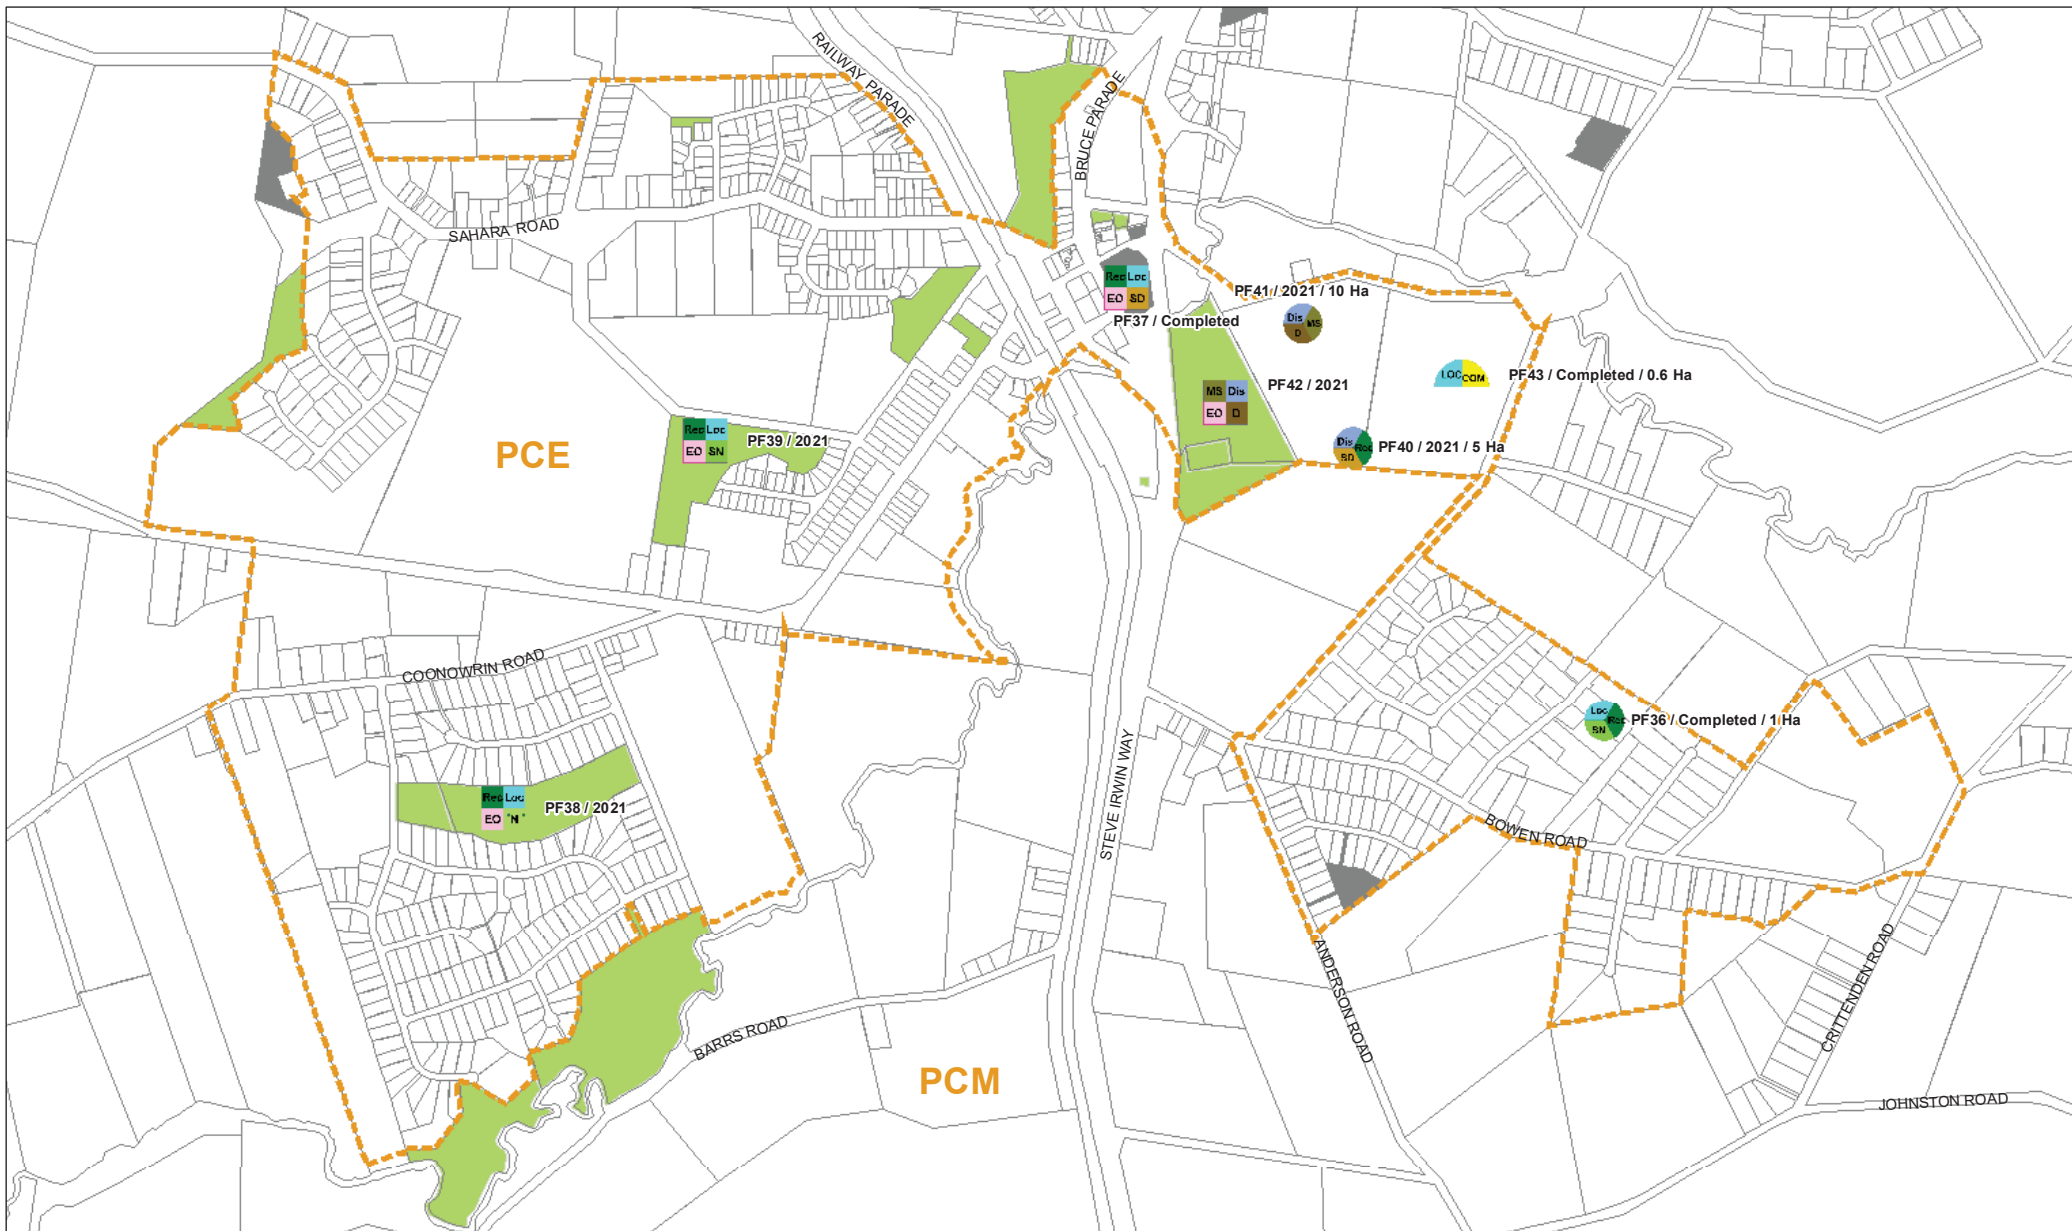 RAILWAY PARADE
BRUCE PARADE
SAHARA ROAD
Rec Loc
EO SD
PF37 / Completed
PF41 / 2021 / 10 Ha
Dis MS
D
MS Dis
EO D
PF42 / 2021
LOC COM
PF43 / Completed / 0.6 Ha
Dis Rec
SD
PF40 / 2021 / 5 Ha
PCE
Rec Loc
EO SN
PF39 / 2021
COONOWRIN ROAD
Loc Rec
SN
PF36 / Completed / 1 Ha
Rec Loc
EO "N"
PF38 / 2021
STEVE IRWIN WAY
BOWEN ROAD
ANDERSON ROAD
CRITTENDEN ROAD
BARRS ROAD
PCM
JOHNSTON ROAD